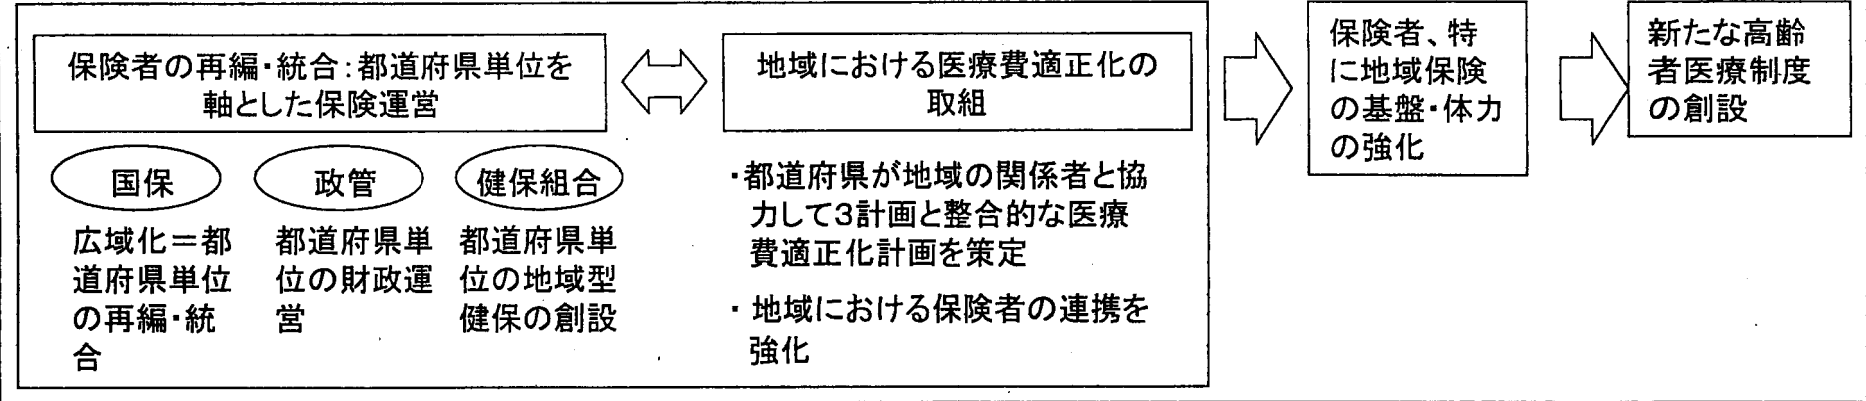 保険者の再編・統合：都道府県単位を
軸とした保険運営
地域における医療費適正化の
取組
国保
広域化＝都
道府県単位
の再編・統
合
政管
都道府県単
位の財政運
営
健保組合
都道府県単
位の地域型
健保の創設
・都道府県が地域の関係者と協
力して３計画と整合的な医療
費適正化計画を策定
・地域における保険者の連携を
強化
保険者、特
に地域保険
の基盤・体力
の強化
新たな高齢
者医療制度
の創設